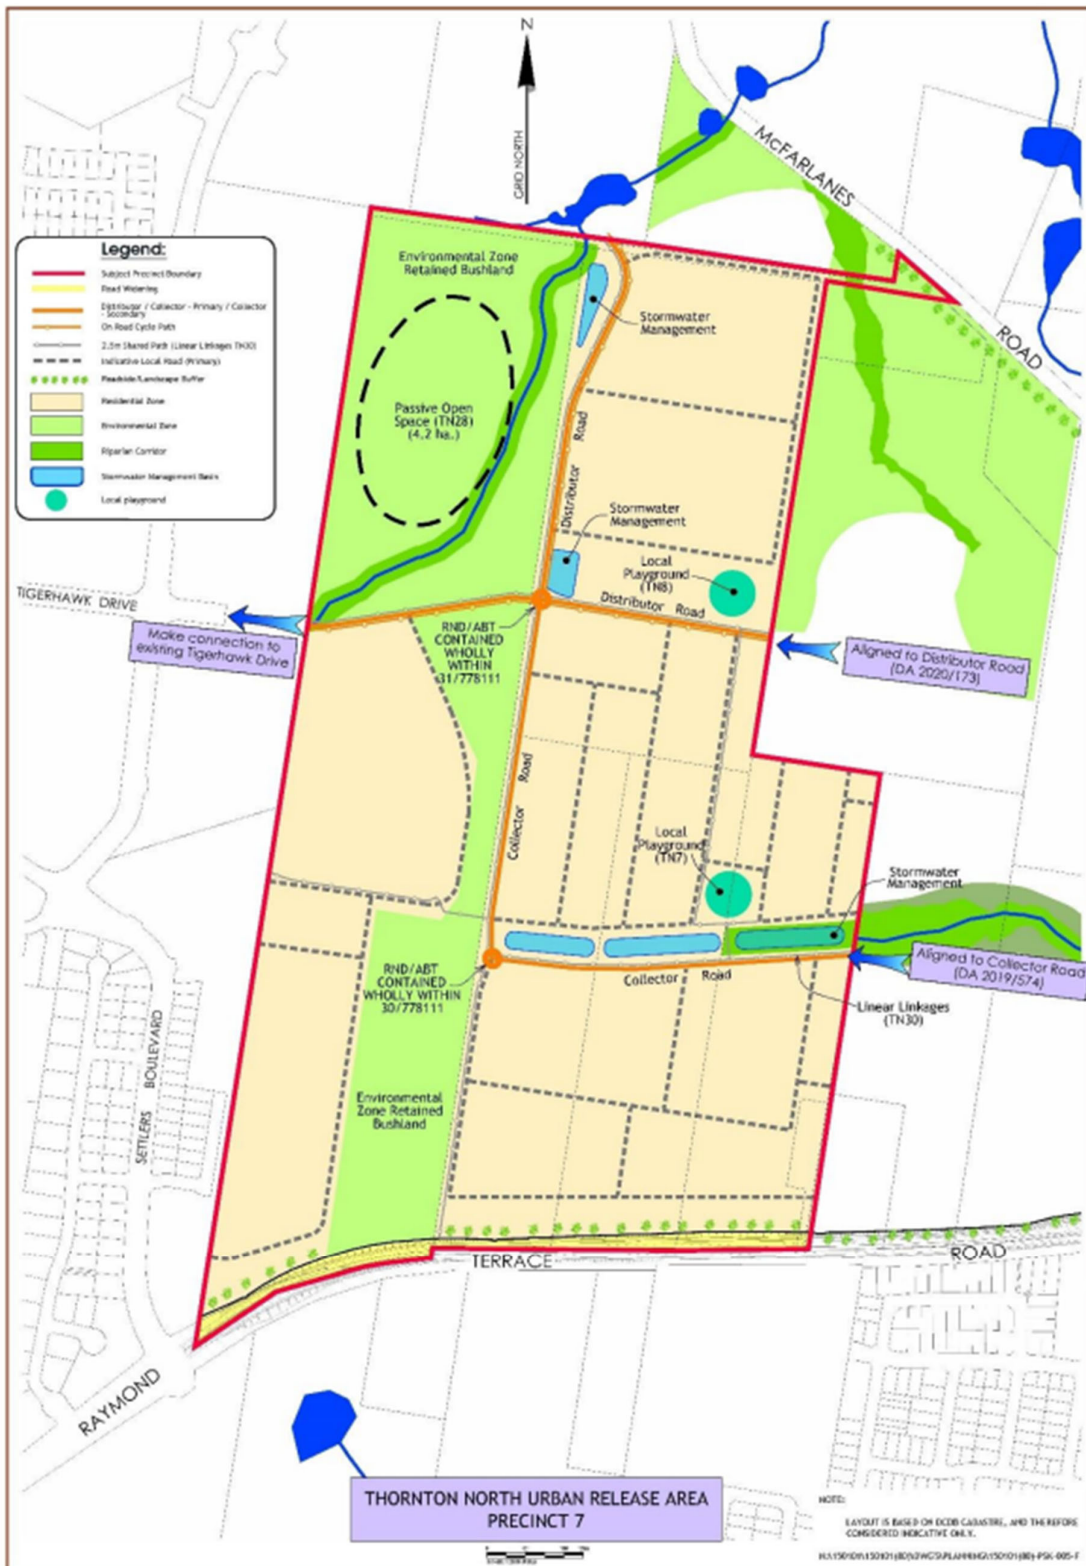 N
GRID NORTH
McFARLANES
ROAD
Legend:
Subject Precinct Boundary
Road Widening
Distributor / Collector - Primary / Collector
- Secondary
On Road Cycle Path
2.5m Shared Path (Linear Linkages TN30)
Indicative Local Road (Primary)
Roadside/Landscape Buffer
Residential Zone
Environmental Zone
Riparian Corridor
Stormwater Management Basin
Local playground
Environmental Zone
Retained Bushland
Stormwater
Management
Passive Open
Space (TN28)
(4.2 ha.)
Distributor Road
Stormwater
Management
Local
Playground
(TN8)
Distributor Road
TIGERHAWK DRIVE
Make connection to
existing Tigerhawk Drive
RND/ABT
CONTAINED
WHOLLY
WITHIN
31/778111
Aligned to Distributor Road
(DA 2020/173)
Collector Road
Local
Playground
(TN7)
Stormwater
Management
Aligned to Collector Road
(DA 2019/574)
RND/ABT
CONTAINED
WHOLLY WITHIN
30/778111
Collector Road
Linear Linkages
(TN30)
SETTLERS BOULEVARD
Environmental
Zone Retained
Bushland
RAYMOND TERRACE ROAD
THORNTON NORTH URBAN RELEASE AREA
PRECINCT 7
NOTE:
LAYOUT IS BASED ON DCDB CADASTRE, AND THEREFORE
CONSIDERED INDICATIVE ONLY.